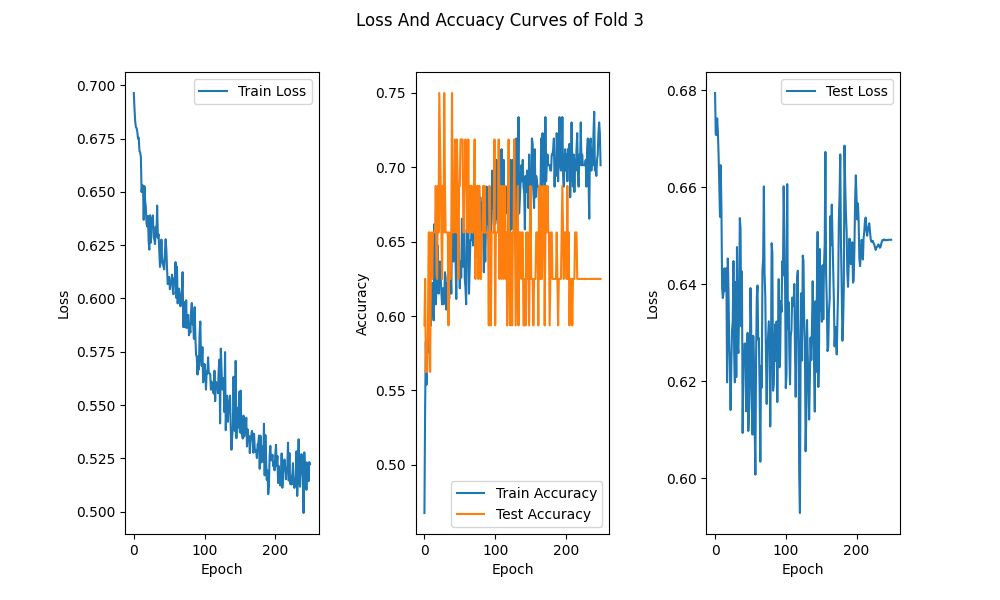 Loss And Accuacy Curves of Fold 3
0.700
0.675
0.650
0.625
0.600
0.575
0.550
0.525
0.500
Loss
0
100
200
Epoch
Train Loss
0.75
0.70
0.65
0.60
0.55
0.50
Accuracy
0
100
200
Epoch
Train Accuracy
Test Accuracy
0.68
0.66
0.64
0.62
0.60
Loss
0
100
200
Epoch
Test Loss